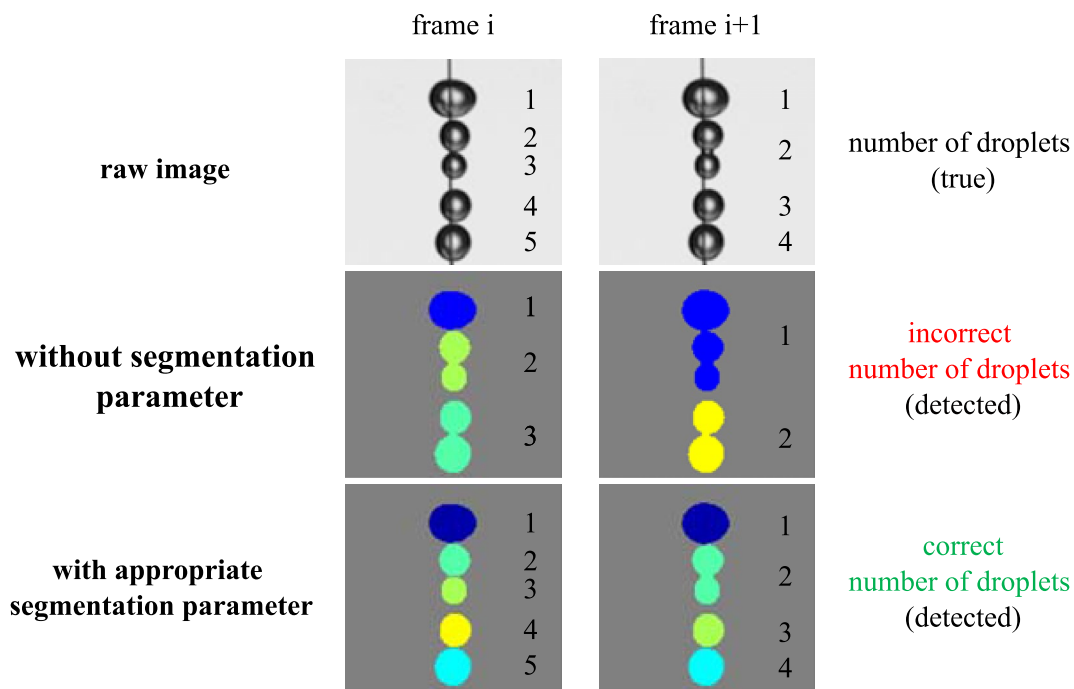 frame i
frame i+1
raw image
1
2
3
4
5
1
2
3
4
number of droplets
(true)
without segmentation
parameter
1
2
3
1
2
incorrect
number of droplets
(detected)
with appropriate
segmentation parameter
1
2
3
4
5
1
2
3
4
correct
number of droplets
(detected)